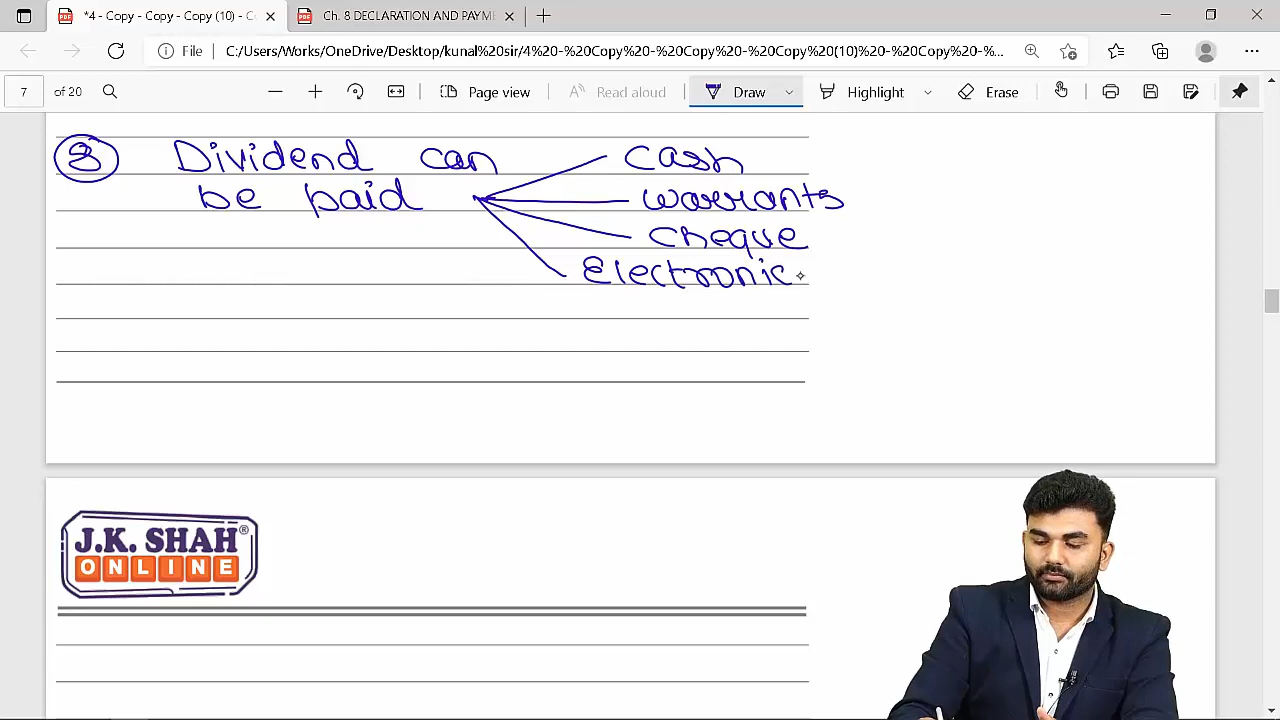 *4 - Copy - Copy - Copy (10) - C
Ch. 8 DECLARATION AND PAYM
File
C:/Users/Works/OneDrive/Desktop/kunal%20sir/4%20-%20Copy%20-%20Copy%20-%20Copy%20(10)%20-%20Copy%20-%...
7 of 20
Page view
Read aloud
Draw
Highlight
Erase
8 Dividend can be paid
Cash
Warrants
Cheque
Electronic
J.K. SHAH®
ONLINE